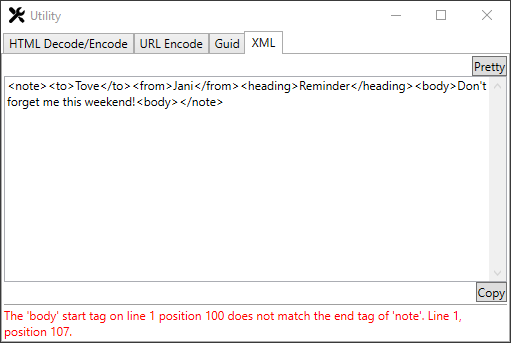 Utility
HTML Decode/Encode URL Encode Guid XML
Pretty
<note><to>Tove</to><from>Jani</from><heading>Reminder</heading><body>Don't
forget me this weekend!<body></note>
Copy
The 'body' start tag on line 1 position 100 does not match the end tag of 'note'. Line 1,
position 107.